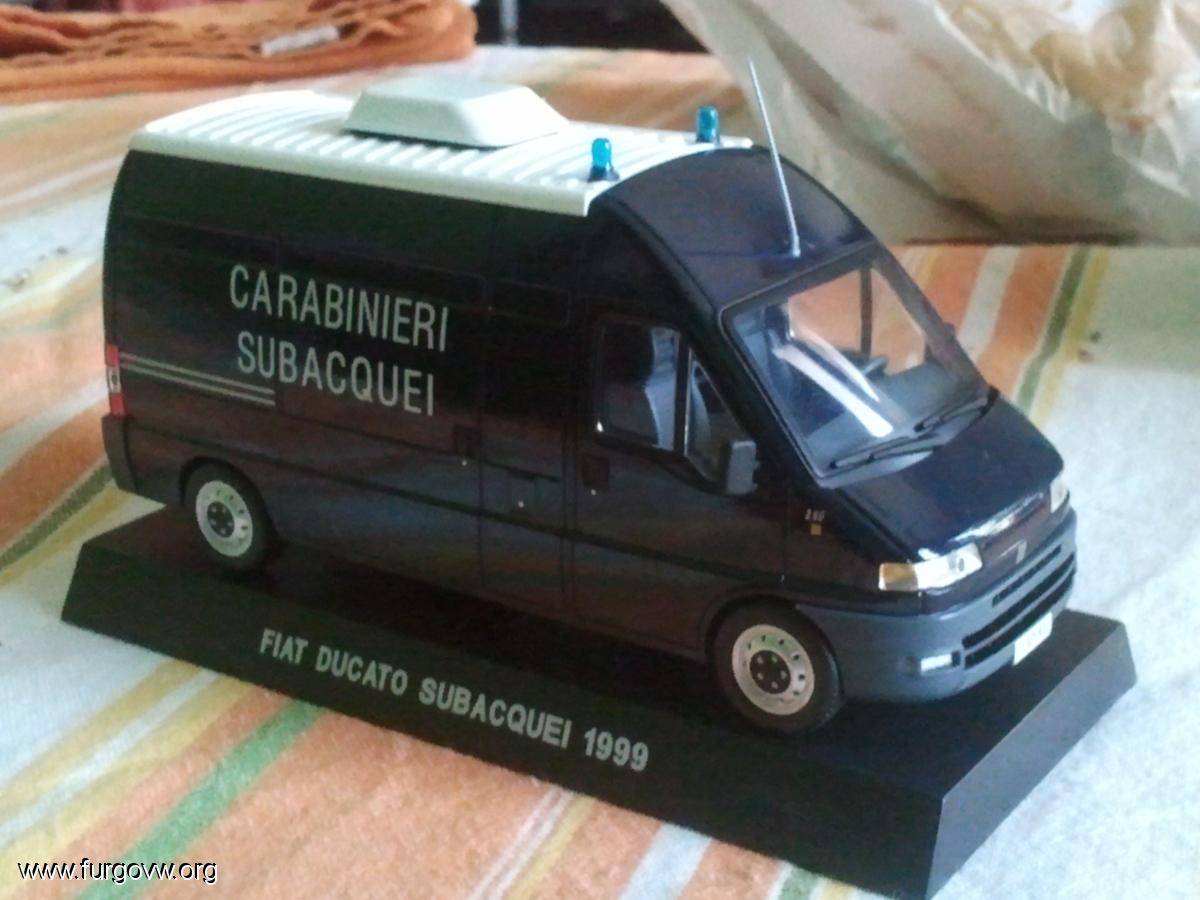 CARABINIERI
SUBACQUEI
FIAT DUCATO SUBACQUEI 1999
www.furgovw.org